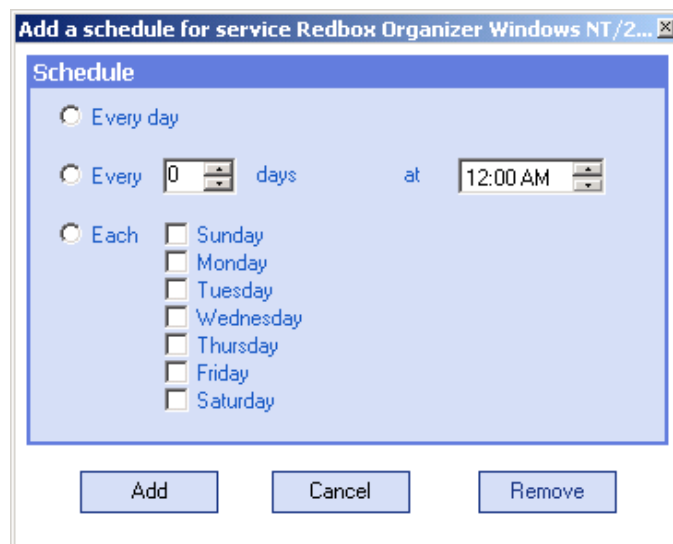 Add a schedule for service Redbox Organizer Windows NT/2...
Schedule
Every day
Every 0 days at 12:00 AM
Each Sunday
Monday
Tuesday
Wednesday
Thursday
Friday
Saturday
Add Cancel Remove